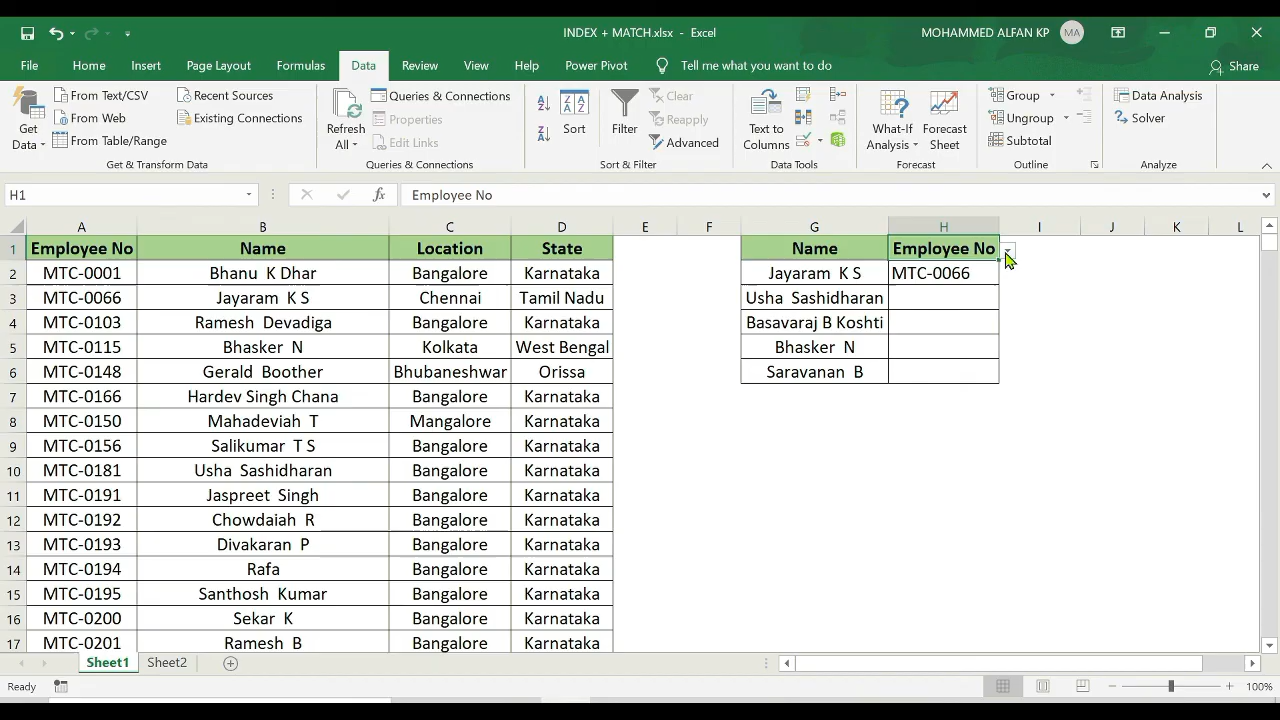 INDEX + MATCH.xlsx - Excel
MOHAMMED ALFAN KP
MA
File Home Insert Page Layout Formulas Data Review View Help Power Pivot Tell me what you want to do Share
Get Data
From Text/CSV
From Web
From Table/Range
Recent Sources
Existing Connections
Get & Transform Data
Refresh All
Queries & Connections
Properties
Edit Links
Queries & Connections
Sort
Filter
Clear
Reapply
Advanced
Sort & Filter
Text to Columns
Data Tools
What-If Analysis
Forecast Sheet
Forecast
Group
Ungroup
Subtotal
Outline
Data Analysis
Solver
Analyze
H1 fx Employee No
A B C D E F G H I J K L
1 Employee No Name Location State Name Employee No
2 MTC-0001 Bhanu K Dhar Bangalore Karnataka Jayaram K S MTC-0066
3 MTC-0066 Jayaram K S Chennai Tamil Nadu Usha Sashidharan
4 MTC-0103 Ramesh Devadiga Bangalore Karnataka Basavaraj B Koshti
5 MTC-0115 Bhasker N Kolkata West Bengal Bhasker N
6 MTC-0148 Gerald Boother Bhubaneshwar Orissa Saravanan B
7 MTC-0166 Hardev Singh Chana Bangalore Karnataka
8 MTC-0150 Mahadeviah T Mangalore Karnataka
9 MTC-0156 Salikumar T S Bangalore Karnataka
10 MTC-0181 Usha Sashidharan Bangalore Karnataka
11 MTC-0191 Jaspreet Singh Bangalore Karnataka
12 MTC-0192 Chowdaiah R Bangalore Karnataka
13 MTC-0193 Divakaran P Bangalore Karnataka
14 MTC-0194 Rafa Bangalore Karnataka
15 MTC-0195 Santhosh Kumar Bangalore Karnataka
16 MTC-0200 Sekar K Bangalore Karnataka
17 MTC-0201 Ramesh B Bangalore Karnataka
Sheet1 Sheet2
Ready 100%